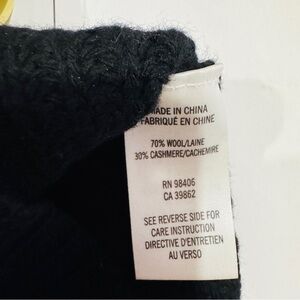 MADE IN CHINA
FABRIQUÉ EN CHINE
70% WOOL/LAINE
30% CASHMERE/CACHEMIRE
RN 98406
CA 39862
SEE REVERSE SIDE FOR
CARE INSTRUCTION
DIRECTIVE D'ENTRETIEN
AU VERSO